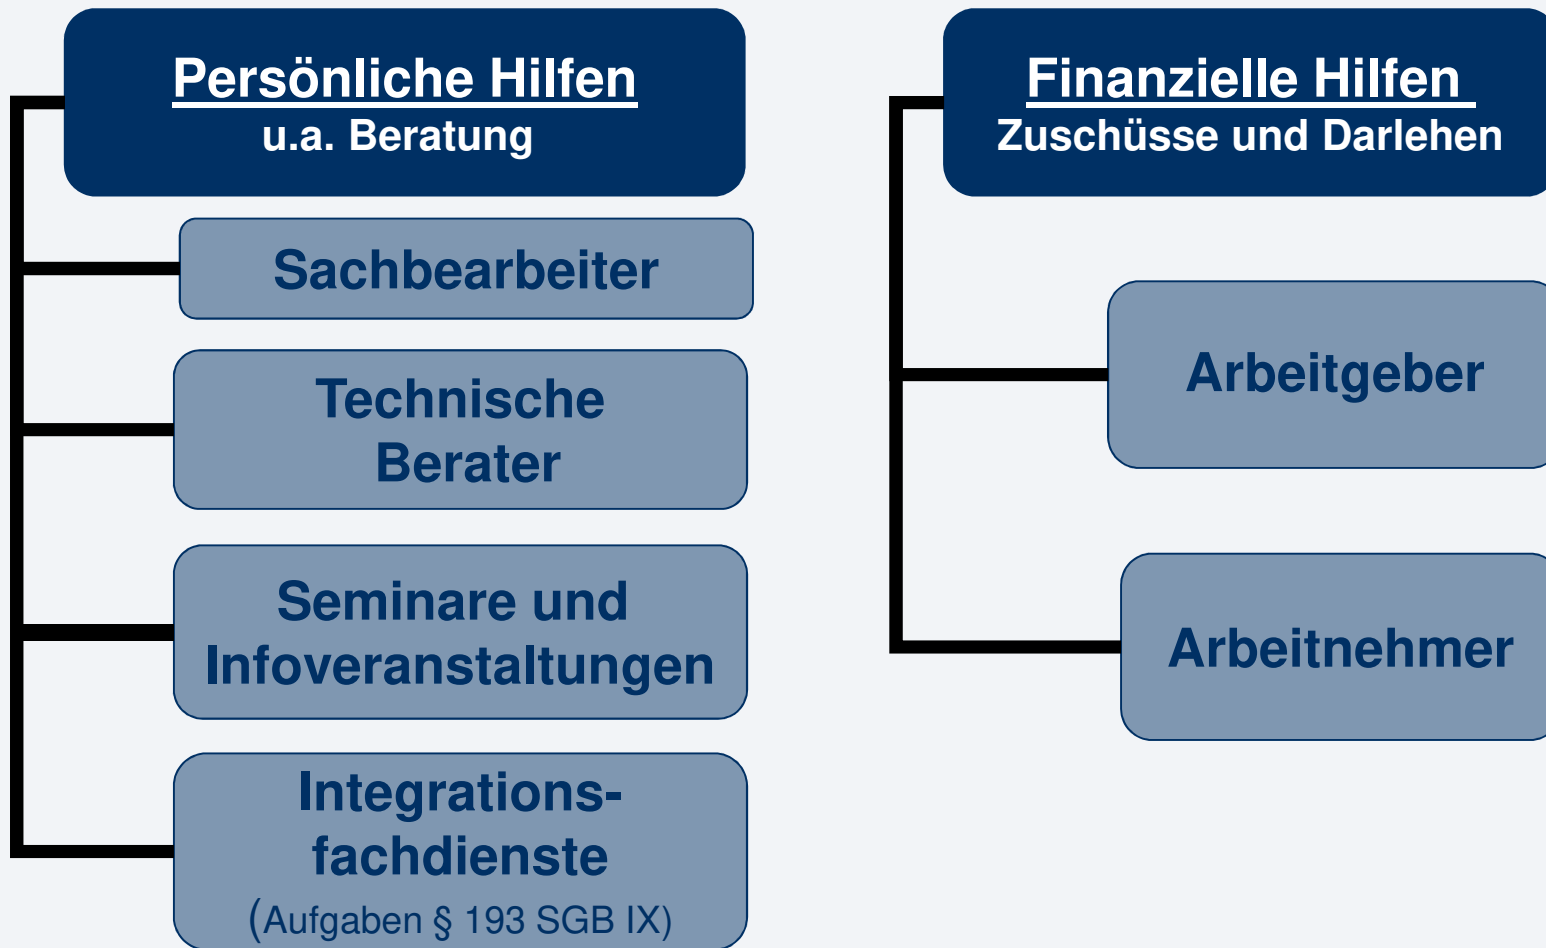 Persönliche Hilfen
u.a. Beratung
Sachbearbeiter
Technische
Berater
Seminare und
Infoveranstaltungen
Integrations-
fachdienste
(Aufgaben § 193 SGB IX)
Finanzielle Hilfen
Zuschüsse und Darlehen
Arbeitgeber
Arbeitnehmer